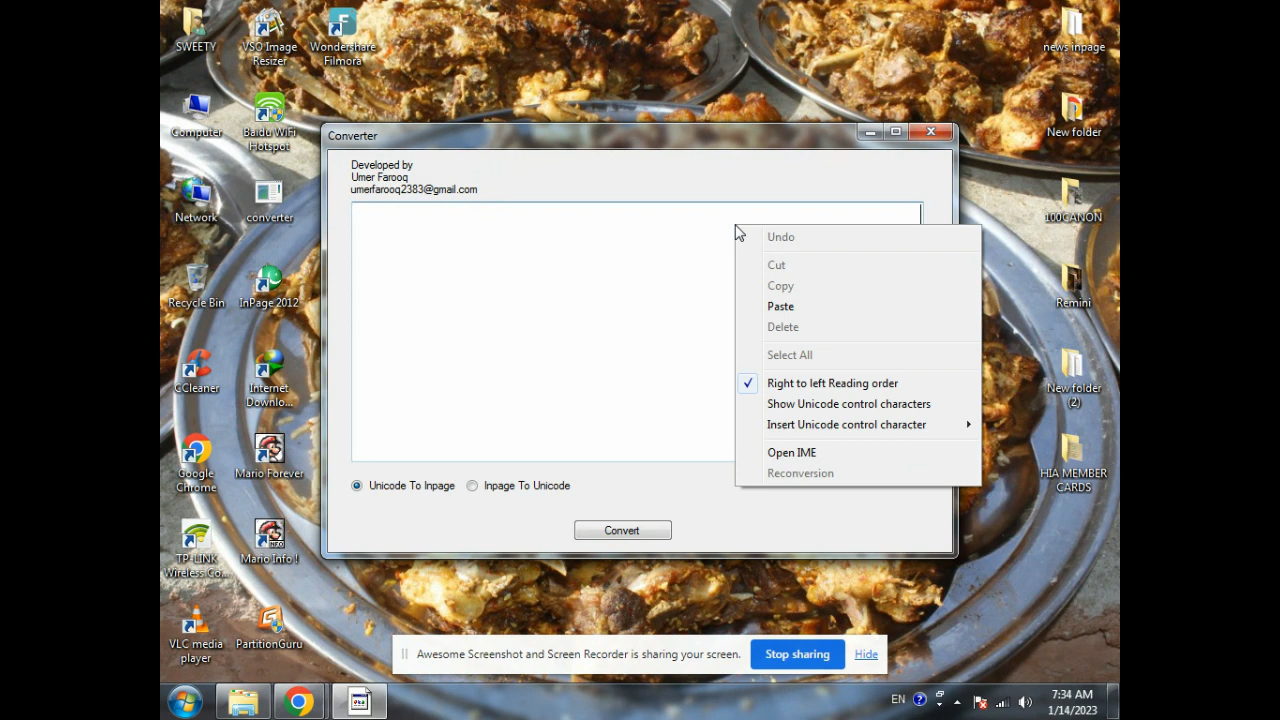 SWEETY
VSO Image
Resizer
Wondershare
Filmora
news inpage
Computer
Baidu WiFi
Hotspot
New folder
Network
converter
100CANON
Recycle Bin
InPage 2012
Remini
CCleaner
Internet
Downlo...
New folder
(2)
Google
Chrome
Mario Forever
HIA MEMBER
CARDS
TP-LINK
Wireless Co...
Mario Info !
VLC media
player
PartitionGuru
Converter
Developed by
Umer Farooq
umerfarooq2383@gmail.com
Undo
Cut
Copy
Paste
Delete
Select All
Right to left Reading order
Show Unicode control characters
Insert Unicode control character
Open IME
Reconversion
Unicode To Inpage
Inpage To Unicode
Convert
Awesome Screenshot and Screen Recorder is sharing your screen.
Stop sharing
Hide
EN
7:34 AM
1/14/2023